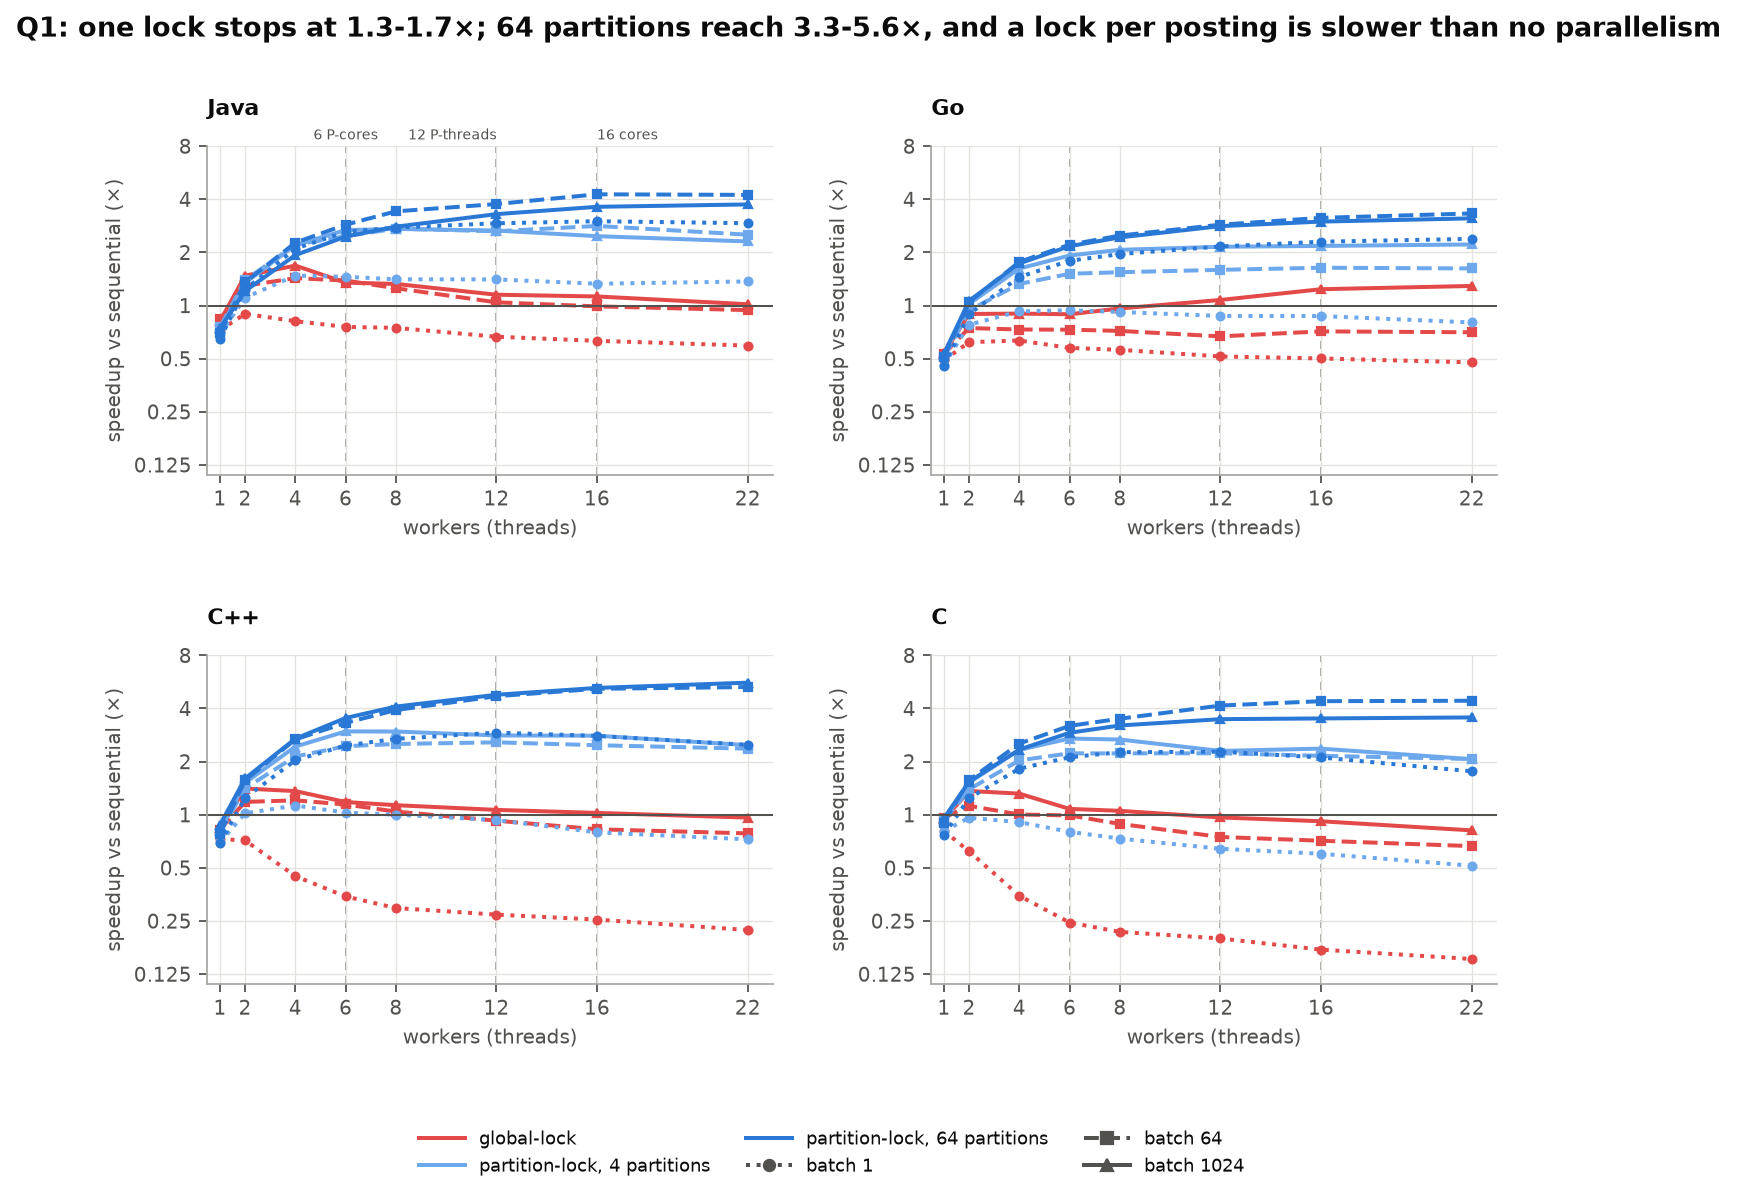 Q1: one lock stops at 1.3-1.7×; 64 partitions reach 3.3-5.6×, and a lock per posting is slower than no parallelism
Java
6 P-cores 12 P-threads 16 cores
speedup vs sequential (×)
8
4
2
1
0.5
0.25
0.125
1 2 4 6 8 12 16 22
workers (threads)
Go
speedup vs sequential (×)
8
4
2
1
0.5
0.25
0.125
1 2 4 6 8 12 16 22
workers (threads)
C++
speedup vs sequential (×)
8
4
2
1
0.5
0.25
0.125
1 2 4 6 8 12 16 22
workers (threads)
C
speedup vs sequential (×)
8
4
2
1
0.5
0.25
0.125
1 2 4 6 8 12 16 22
workers (threads)
global-lock
partition-lock, 4 partitions
partition-lock, 64 partitions
batch 1
batch 64
batch 1024